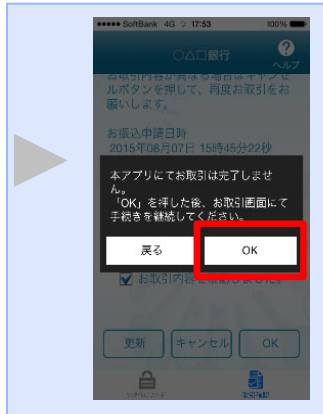 SoftBank 4G 17:53 100%
○△□銀行
?
ヘルプ
お取引内容が異なる場合はキャンセ
ルボタンを押して、再度お取引をお
願いします。
お振込申請日時
2015年08月07日 15時45分22秒
本アプリにてお取引は完了しませ
ん。
「OK」を押した後、お取引画面にて
手続きを継続してください。
戻る
OK
お取引内容を確認しました。
更新
キャンセル
OK